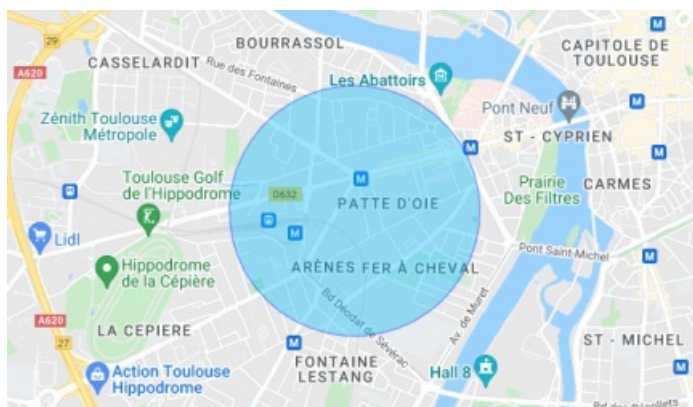 29
BOURRASSOL
CAPITOLE DE
TOULOUSE
M
CASSELARDIT
A620
Rue des Fontaines
Les Abattoirs
Pont Neuf
M
Zénith Toulouse
Métropole
ST - CYPRIEN
M
M
Toulouse Golf
de l'Hippodrome
M
D632
PATTE D'OIE
Prairie
Des Filtres
CARMES
M
Lidl
Pont Saint-Michel
M
Hippodrome
de la Cépière
ARÈNES FER À CHEVAL
Bd Déodat de Séverac
Av. de Muret
A620
LA CEPIERE
27
M
ST - MICHEL
FONTAINE
LESTANG
Hall 8
M
Action Toulouse
Hippodrome
Bd des Récollets